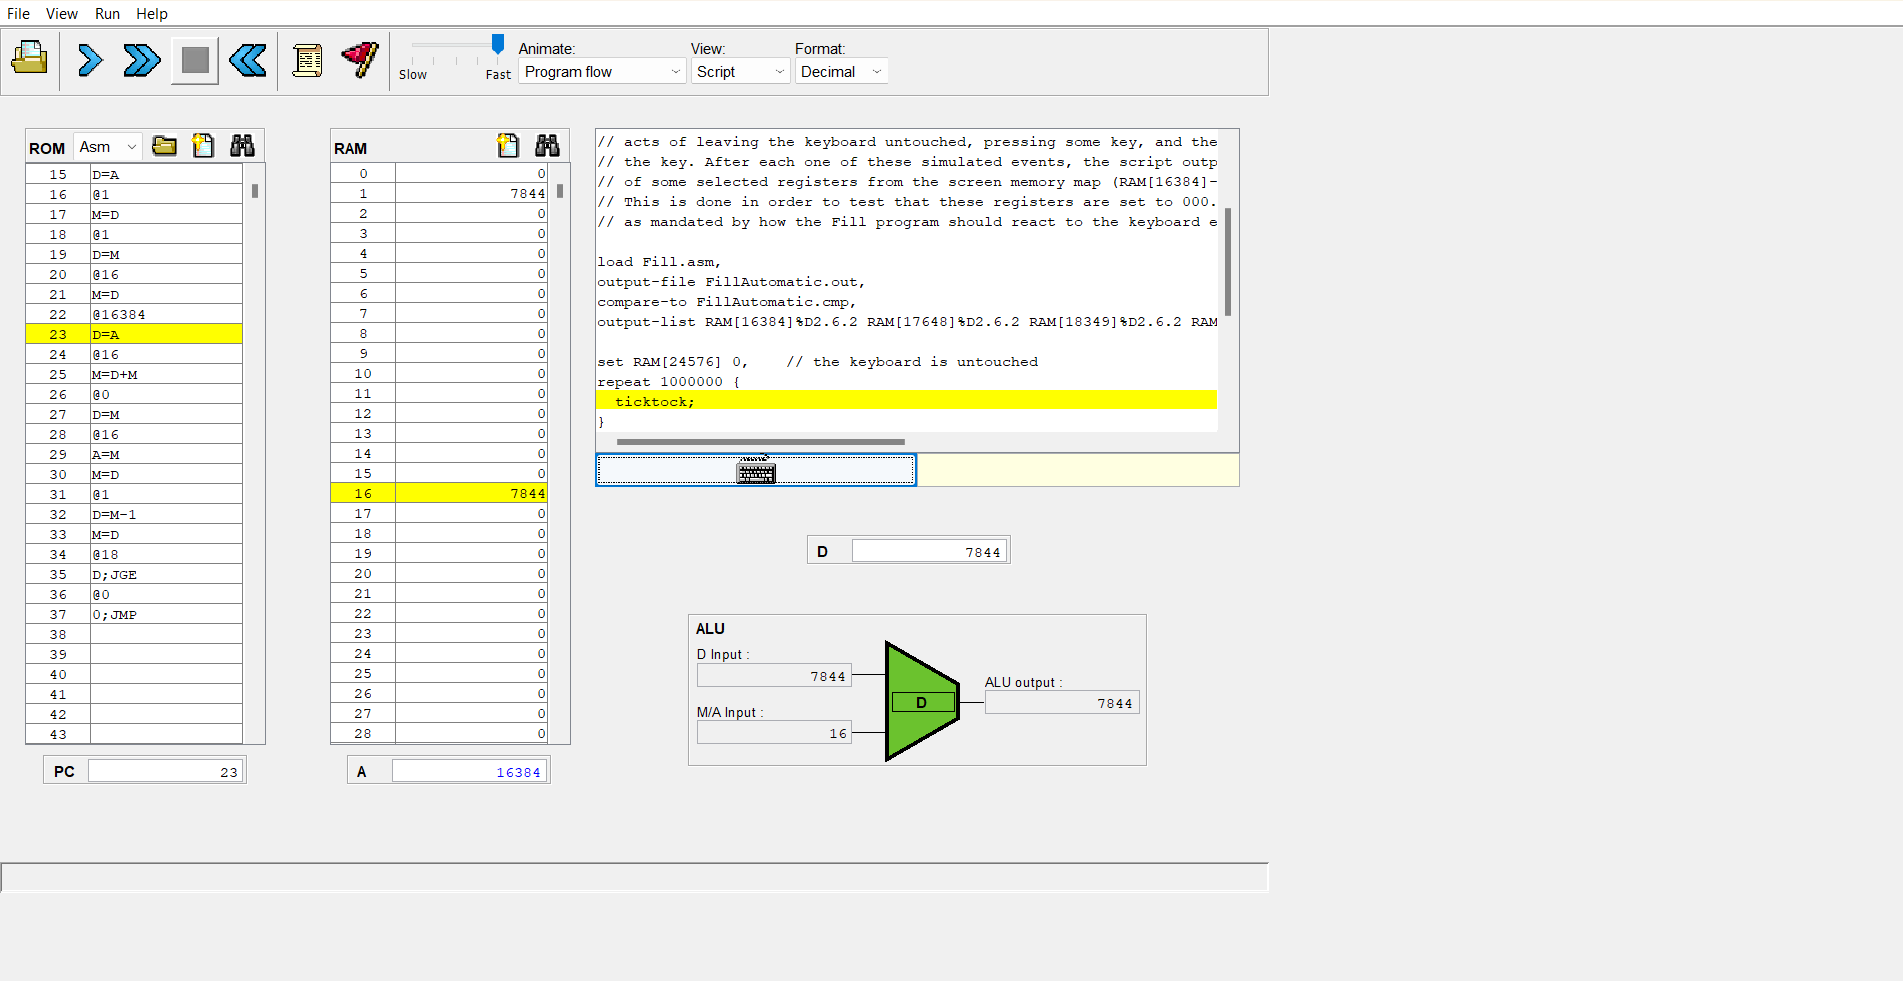 File View Run Help
Slow Fast
Animate:
Program flow
View:
Script
Format:
Decimal
ROM Asm
15 D=A
16 @1
17 M=D
18 @1
19 D=M
20 @16
21 M=D
22 @16384
23 D=A
24 @16
25 M=D+M
26 @0
27 D=M
28 @16
29 A=M
30 M=D
31 @1
32 D=M-1
33 M=D
34 @18
35 D;JGE
36 @0
37 0;JMP
38
39
40
41
42
43
PC 23
RAM
0 0
1 7844
2 0
3 0
4 0
5 0
6 0
7 0
8 0
9 0
10 0
11 0
12 0
13 0
14 0
15 0
16 7844
17 0
18 0
19 0
20 0
21 0
22 0
23 0
24 0
25 0
26 0
27 0
28 0
A 16384
// acts of leaving the keyboard untouched, pressing some key, and the
// the key. After each one of these simulated events, the script outp
// of some selected registers from the screen memory map (RAM[16384]-
// This is done in order to test that these registers are set to 000.
// as mandated by how the Fill program should react to the keyboard e
load Fill.asm,
output-file FillAutomatic.out,
compare-to FillAutomatic.cmp,
output-list RAM[16384]%D2.6.2 RAM[17648]%D2.6.2 RAM[18349]%D2.6.2 RAM
set RAM[24576] 0,    // the keyboard is untouched
repeat 1000000 {
  ticktock;
}
D 7844
ALU
D Input :
7844
M/A Input :
16
D
ALU output :
7844